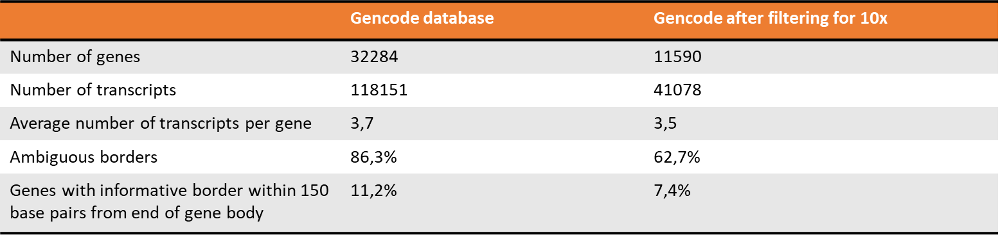 Gencode database Gencode after filtering for 10x
Number of genes 32284 11590
Number of transcripts 118151 41078
Average number of transcripts per gene 3,7 3,5
Ambiguous borders 86,3% 62,7%
Genes with informative border within 150 11,2% 7,4%
base pairs from end of gene body